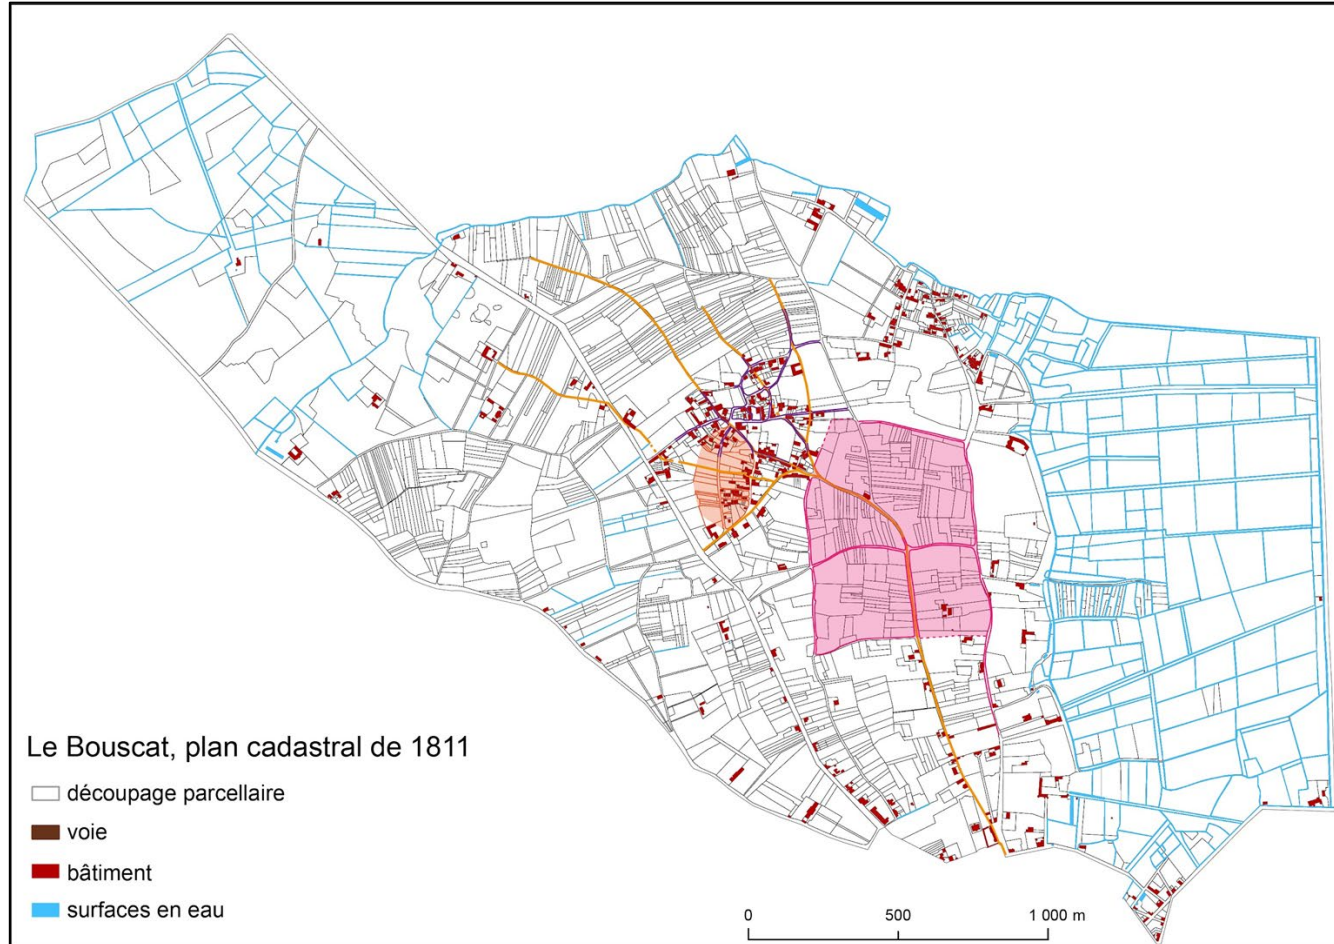 Le Bouscat, plan cadastral de 1811
découpage parcellaire
voie
bâtiment
surfaces en eau
0 500 1 000 m